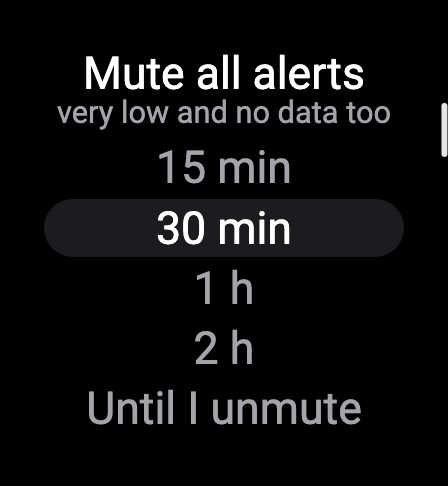 Mute all alerts
very low and no data too
15 min
30 min
1 h
2 h
Until I unmute